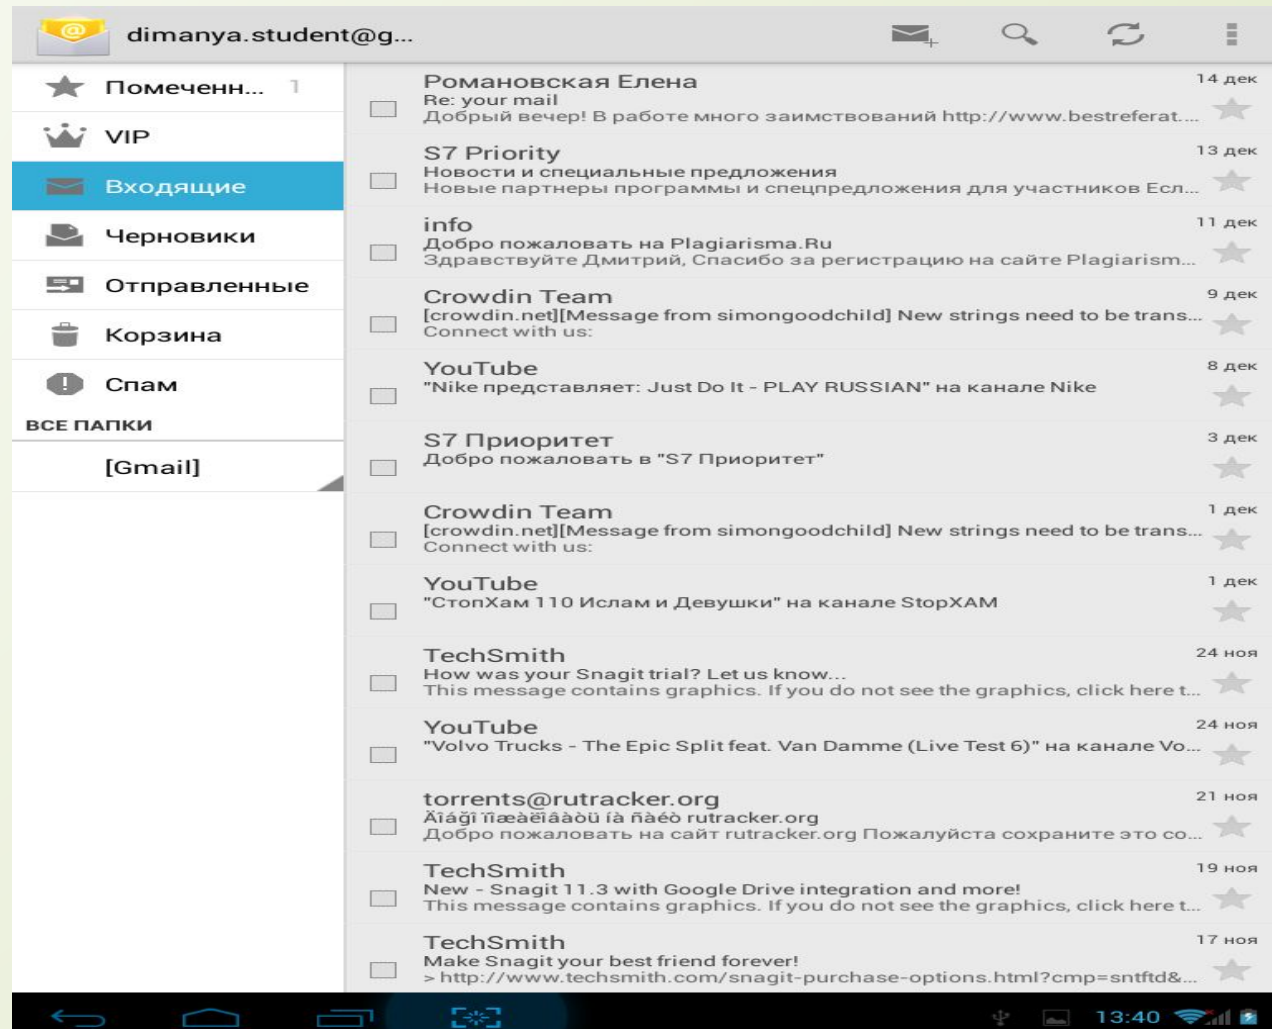 dimanya.student@g...
Помеченн... 1
VIP
Входящие
Черновики
Отправленные
Корзина
Спам
ВСЕ ПАПКИ
[Gmail]
Романовская Елена 14 дек
Re: your mail
Добрый вечер! В работе много заимствований http://www.bestreferat....
S7 Priority 13 дек
Новости и специальные предложения
Новые партнеры программы и спецпредложения для участников Есл...
info 11 дек
Добро пожаловать на Plagiarisma.Ru
Здравствуйте Дмитрий, Спасибо за регистрацию на сайте Plagiarism...
Crowdin Team 9 дек
[crowdin.net][Message from simongoodchild] New strings need to be trans...
Connect with us:
YouTube 8 дек
"Nike представляет: Just Do It - PLAY RUSSIAN" на канале Nike
S7 Приоритет 3 дек
Добро пожаловать в "S7 Приоритет"
Crowdin Team 1 дек
[crowdin.net][Message from simongoodchild] New strings need to be trans...
Connect with us:
YouTube 1 дек
"СтопХам 110 Ислам и Девушки" на канале StopXAM
TechSmith 24 ноя
How was your Snagit trial? Let us know...
This message contains graphics. If you do not see the graphics, click here t...
YouTube 24 ноя
"Volvo Trucks - The Epic Split feat. Van Damme (Live Test 6)" на канале Vo...
torrents@rutracker.org 21 ноя
rutracker.org
Добро пожаловать на сайт rutracker.org Пожалуйста сохраните это со...
TechSmith 19 ноя
New - Snagit 11.3 with Google Drive integration and more!
This message contains graphics. If you do not see the graphics, click here t...
TechSmith 17 ноя
Make Snagit your best friend forever!
> http://www.techsmith.com/snagit-purchase-options.html?cmp=sntftd&...
13:40